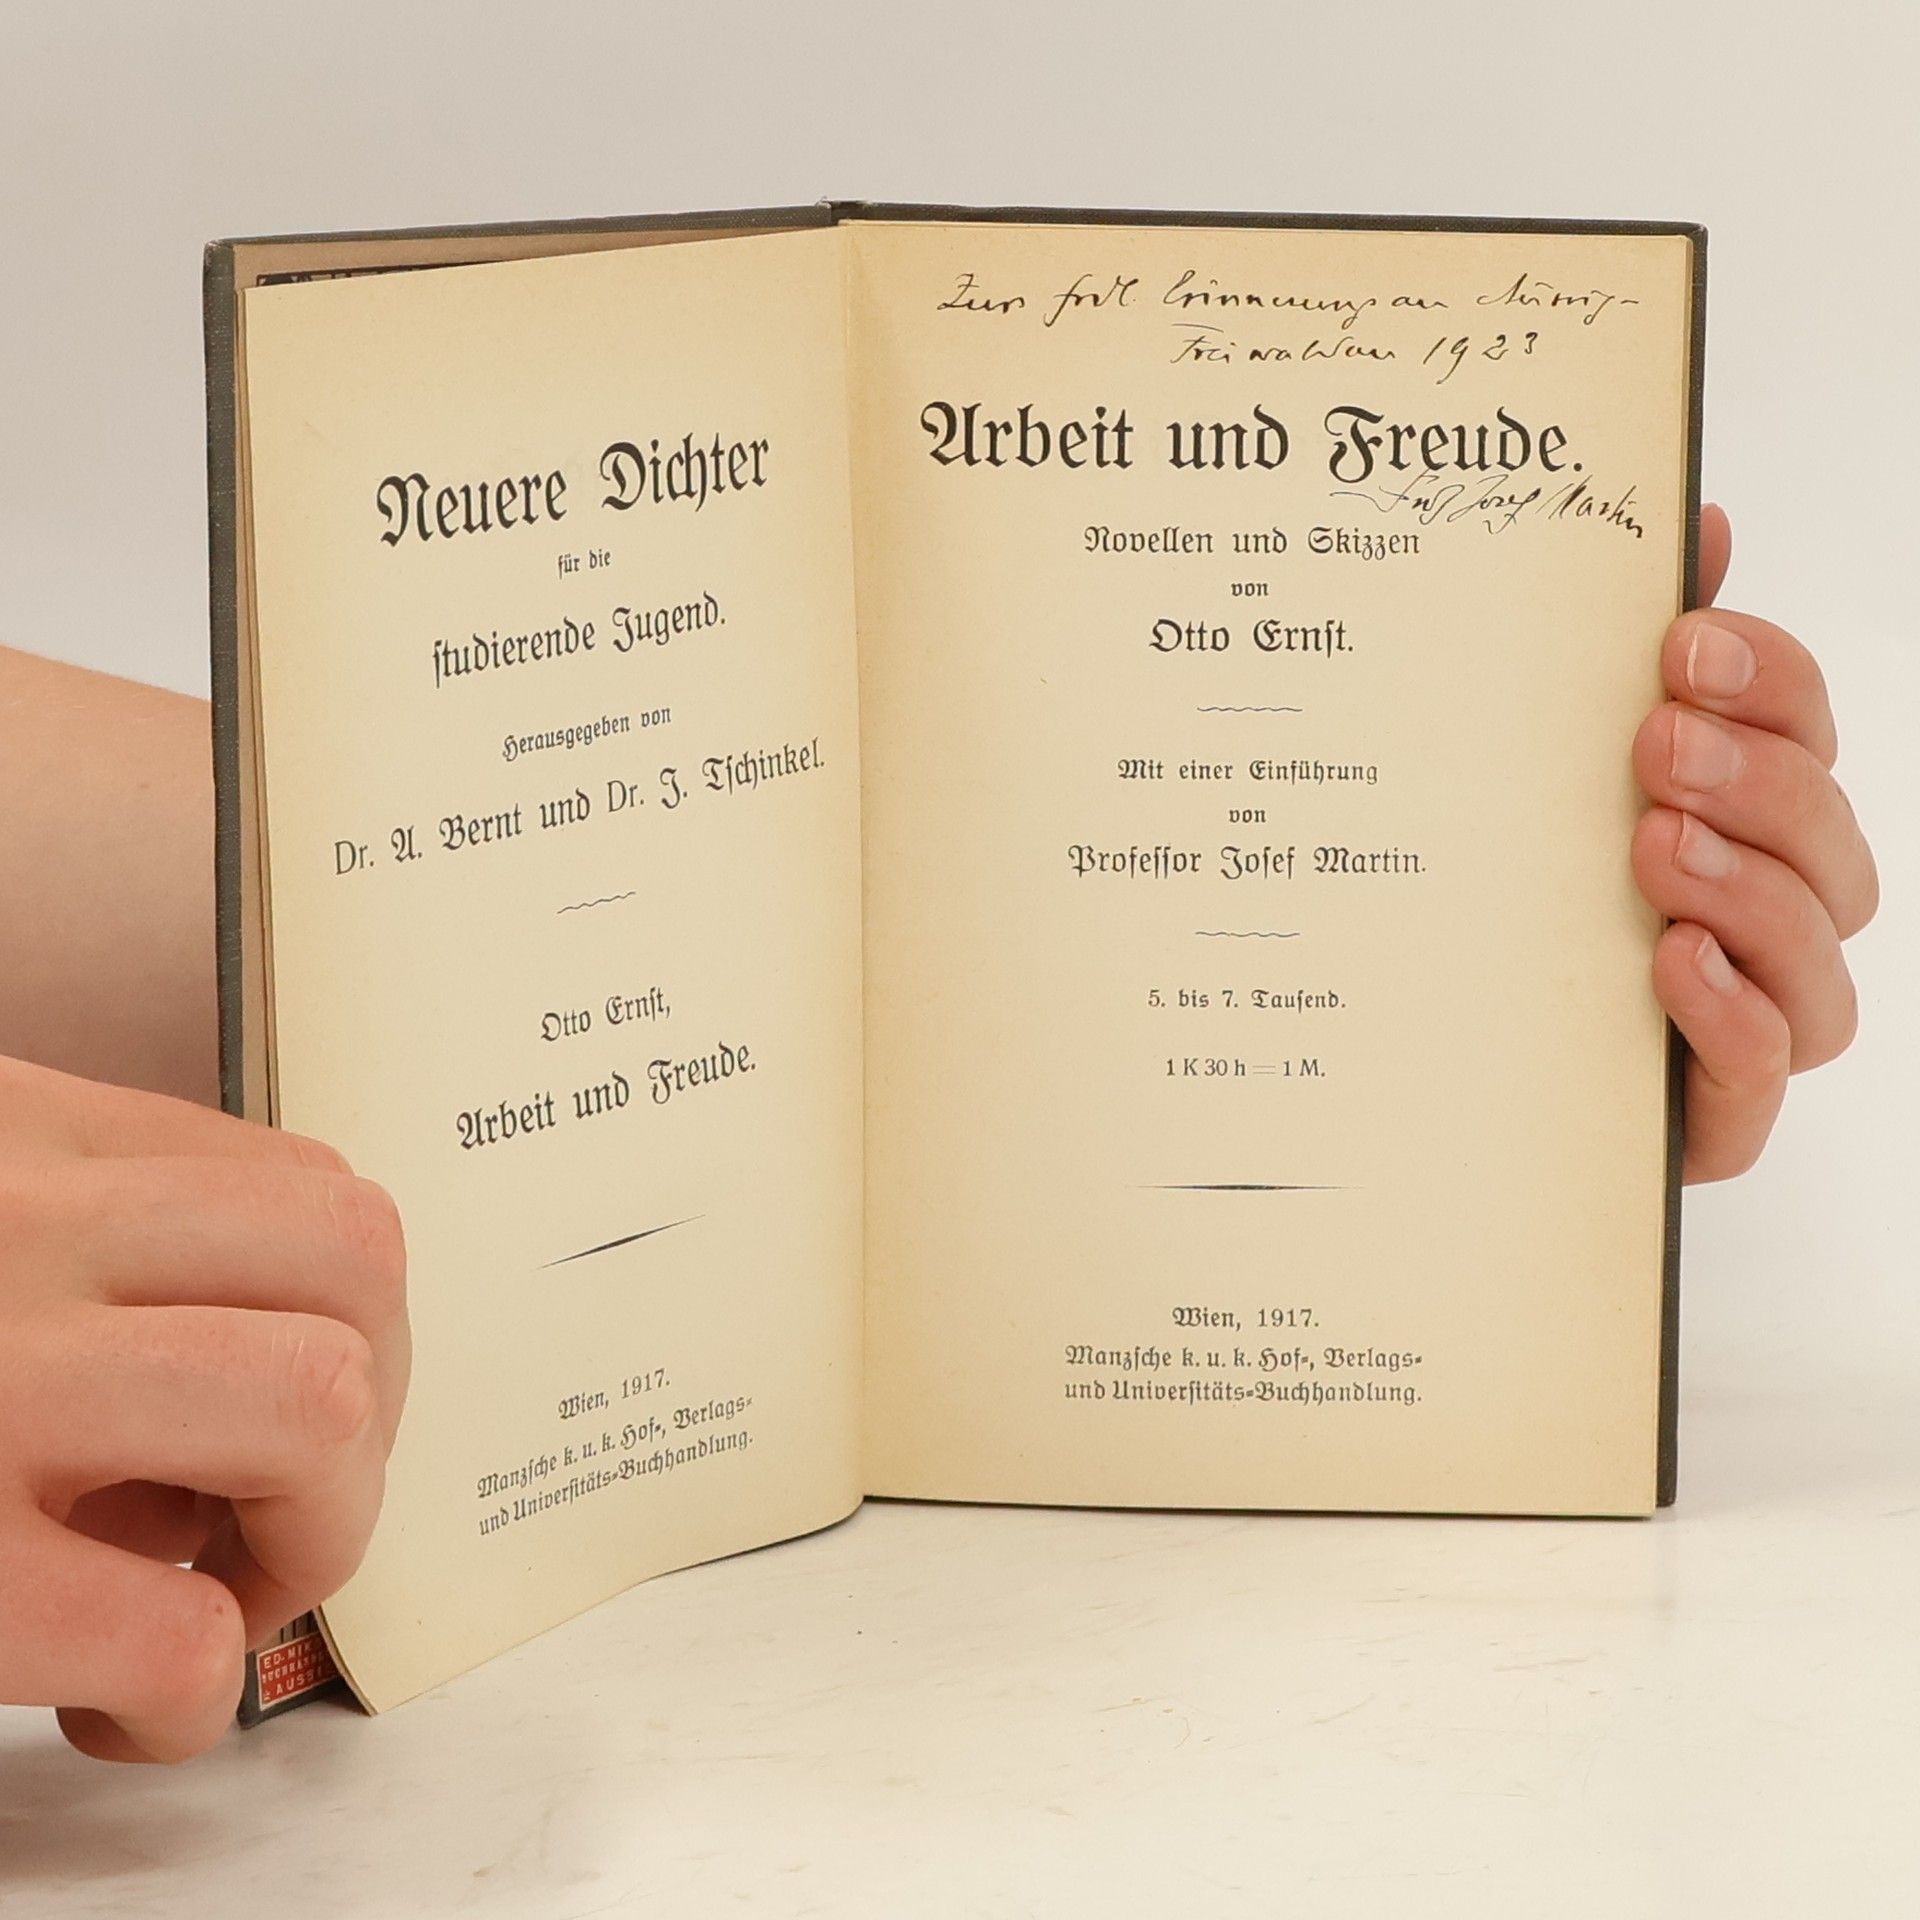 Neuere Dichter
für die
studierende Jugend.
Herausgegeben von
Dr. A. Bernt und Dr. J. Tschinkel.
Otto Ernst,
Arbeit und Freude.
Wien, 1917.
Manzsche k. u. k. Hof-, Verlags-
und Universitäts-Buchhandlung.
Zur frdl. Erinnerung an Aussig-
Freiwaldau 1923
Arbeit und Freude.
Josef Martin
Novellen und Skizzen
von
Otto Ernst.
Mit einer Einführung
von
Professor Josef Martin.
5. bis 7. Tausend.
1 K 30 h = 1 M.
Wien, 1917.
Manzsche k. u. k. Hof-, Verlags-
und Universitäts-Buchhandlung.
ED.